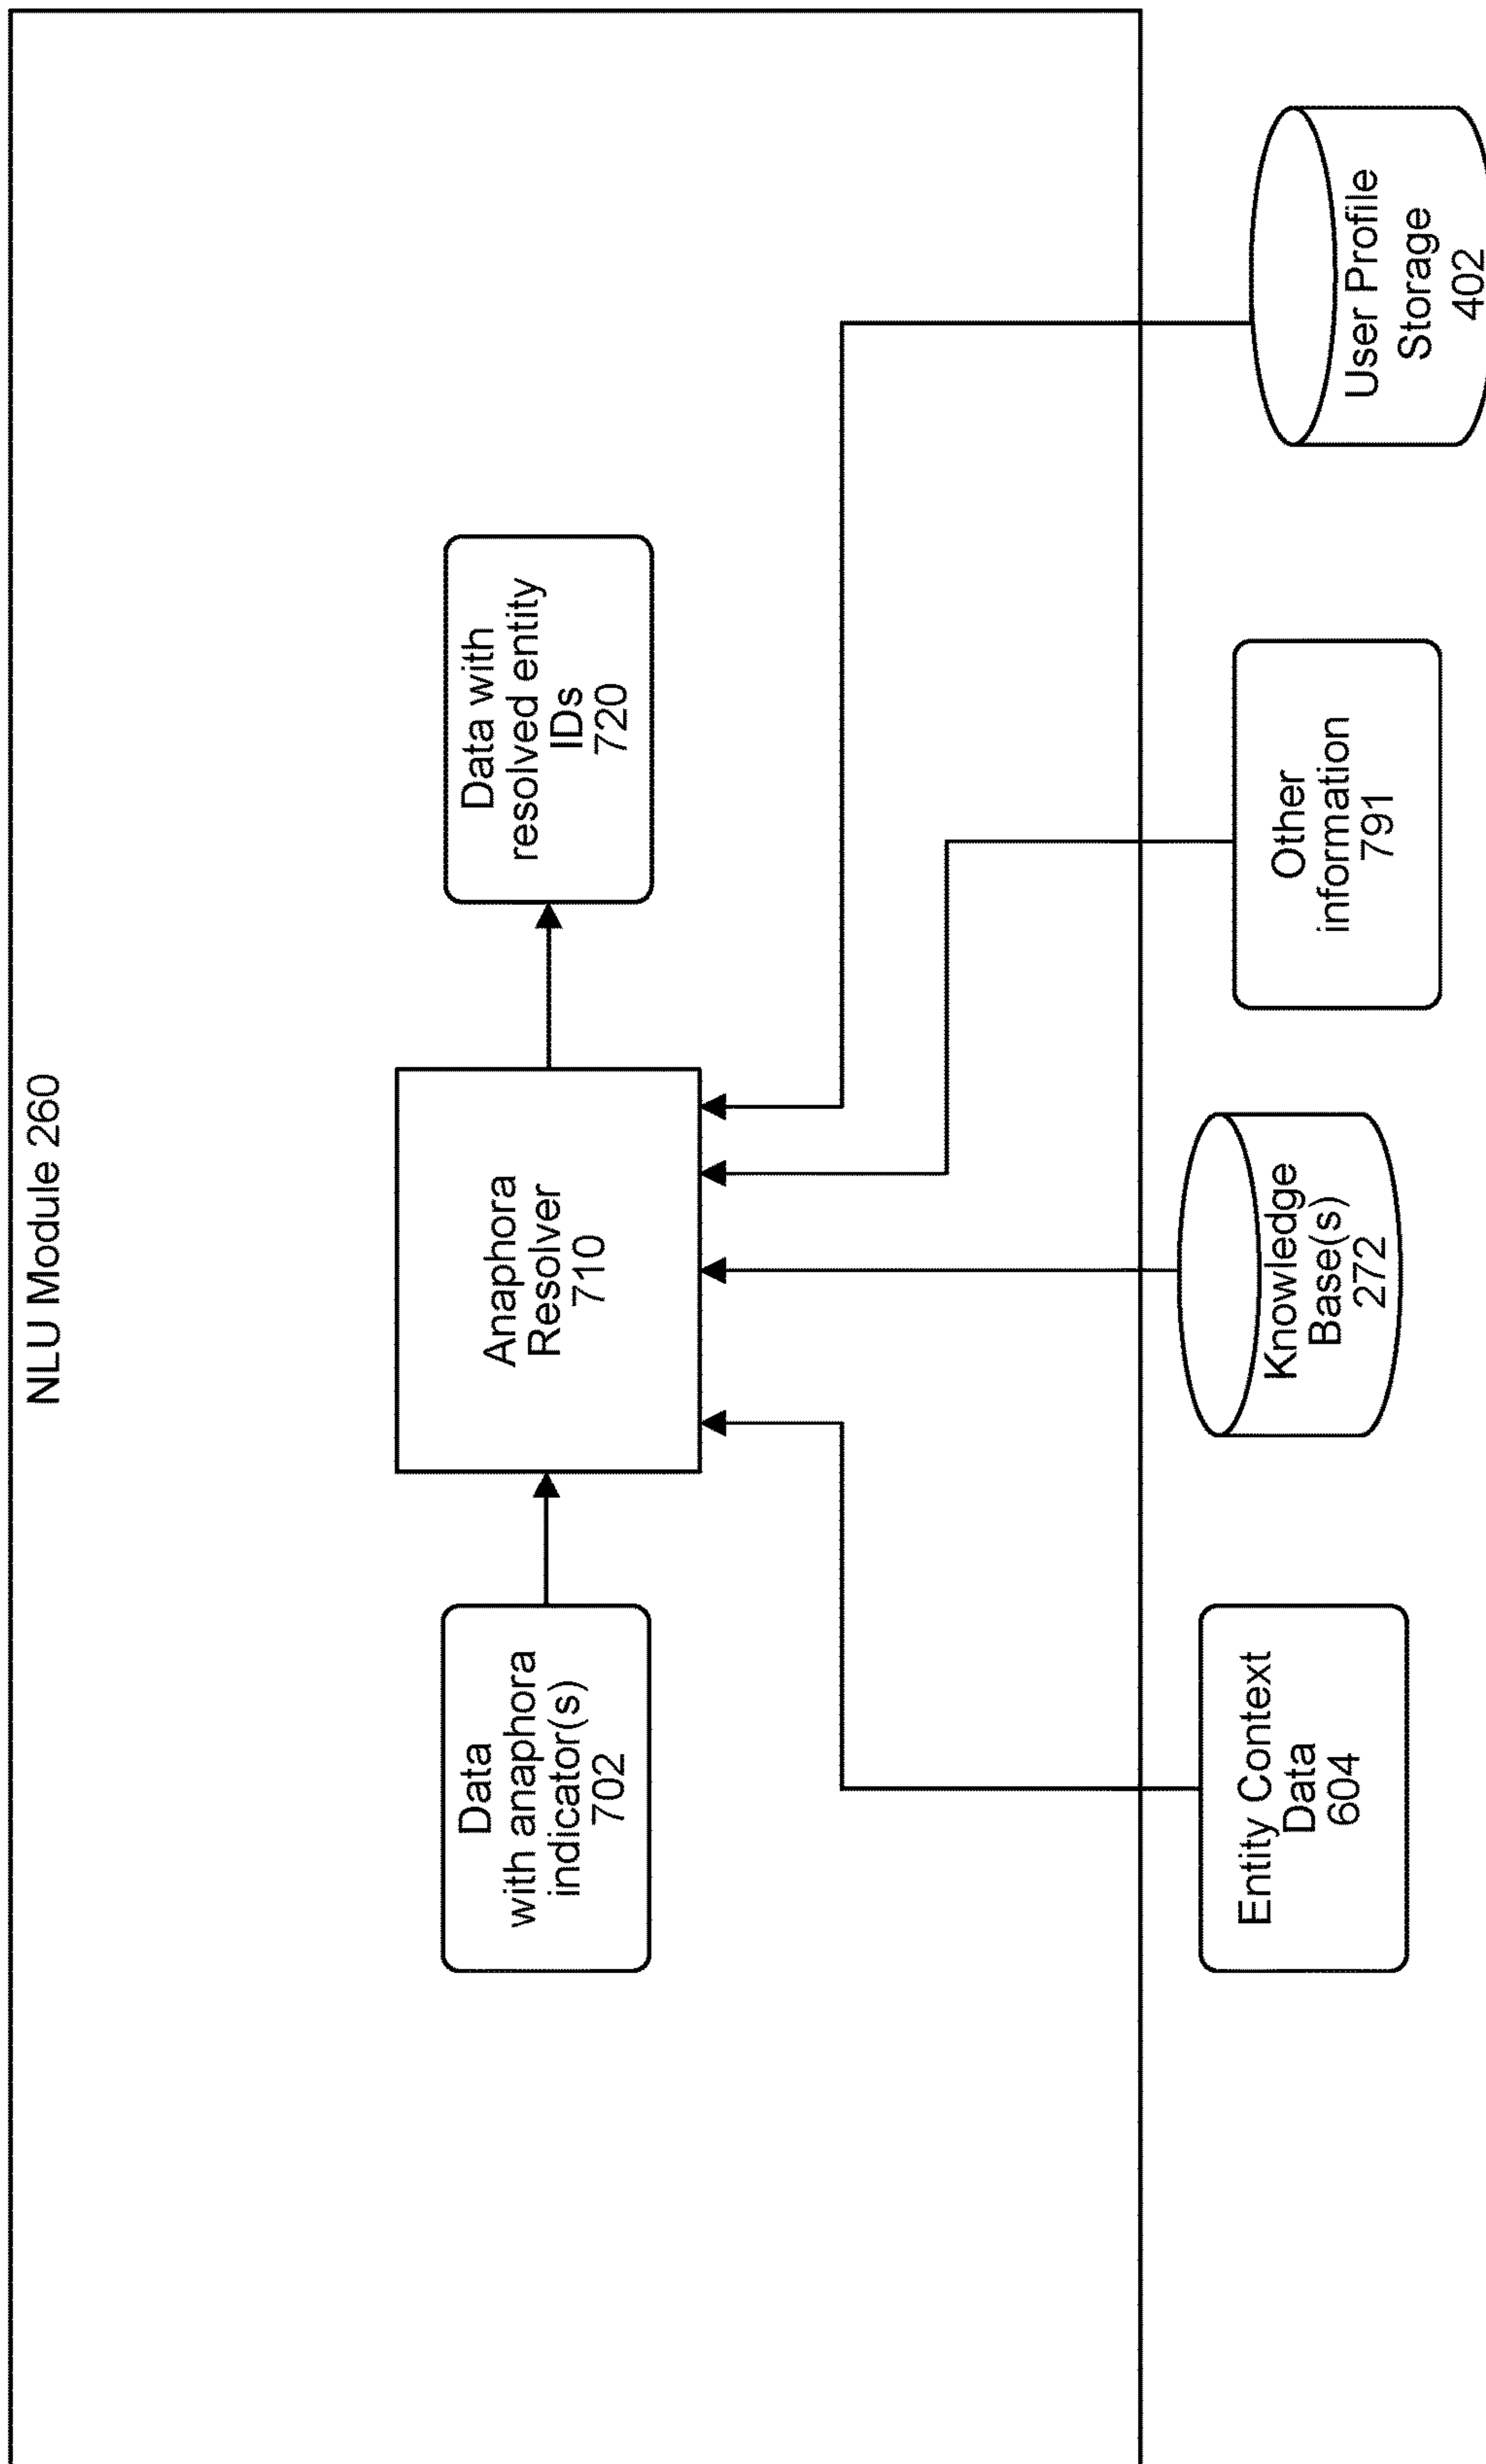 NLU Module 260
Data
with anaphora
indicator(s)
702
Anaphora
Resolver
710
Data with
resolved entity
IDs
720
Entity Context
Data
604
Knowledge
Base(s)
272
Other
information
791
User Profile
Storage
402